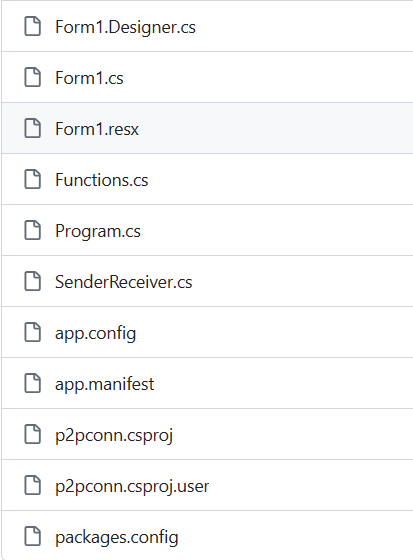 Form1.Designer.cs
Form1.cs
Form1.resx
Functions.cs
Program.cs
SenderReceiver.cs
app.config
app.manifest
p2pconn.csproj
p2pconn.csproj.user
packages.config